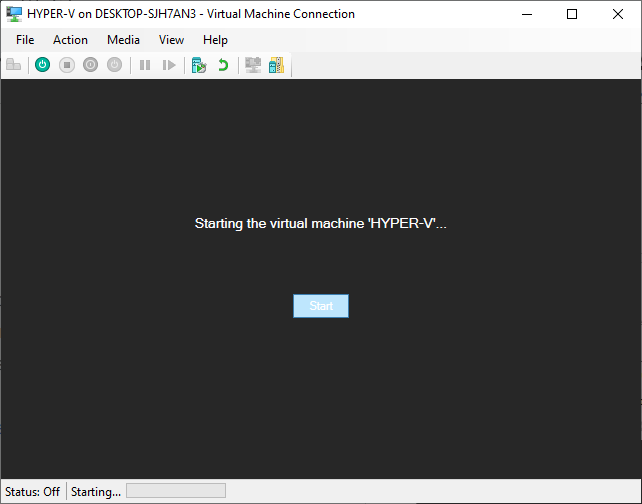 HYPER-V on DESKTOP-SJH7AN3 - Virtual Machine Connection
File Action Media View Help
Starting the virtual machine 'HYPER-V'...
Start
Status: Off Starting...